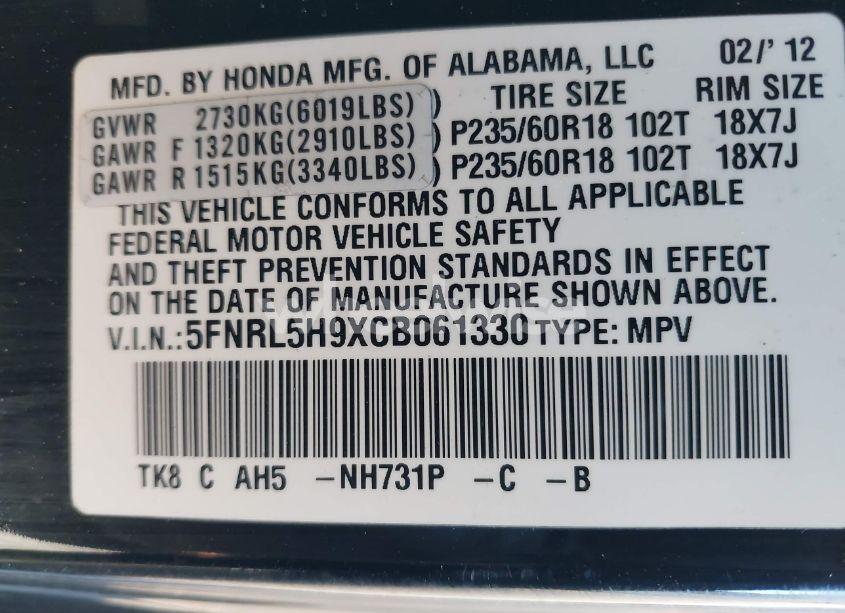 MFD. BY HONDA MFG. OF ALABAMA, LLC 02/'12
GVWR 2730KG(6019LBS) ) TIRE SIZE RIM SIZE
GAWR F 1320KG(2910LBS) ) P235/60R18 102T 18X7J
GAWR R 1515KG(3340LBS) ) P235/60R18 102T 18X7J
THIS VEHICLE CONFORMS TO ALL APPLICABLE
FEDERAL MOTOR VEHICLE SAFETY
AND THEFT PREVENTION STANDARDS IN EFFECT
ON THE DATE OF MANUFACTURE SHOWN ABOVE.
V.I.N.:5FNRL5H9XCB061330 TYPE: MPV
TK8 C AH5 -NH731P -C -B